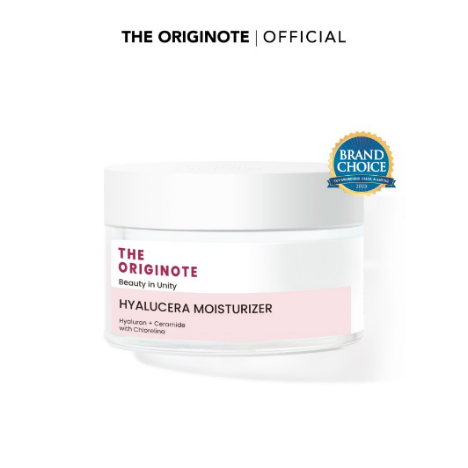 THE ORIGINOTE | OFFICIAL
BRAND
CHOICE
THE
ORIGINOTE
Beauty in Unity
HYALUCERA MOISTURIZER
Hyaluron + Ceramide
with Chlorelina